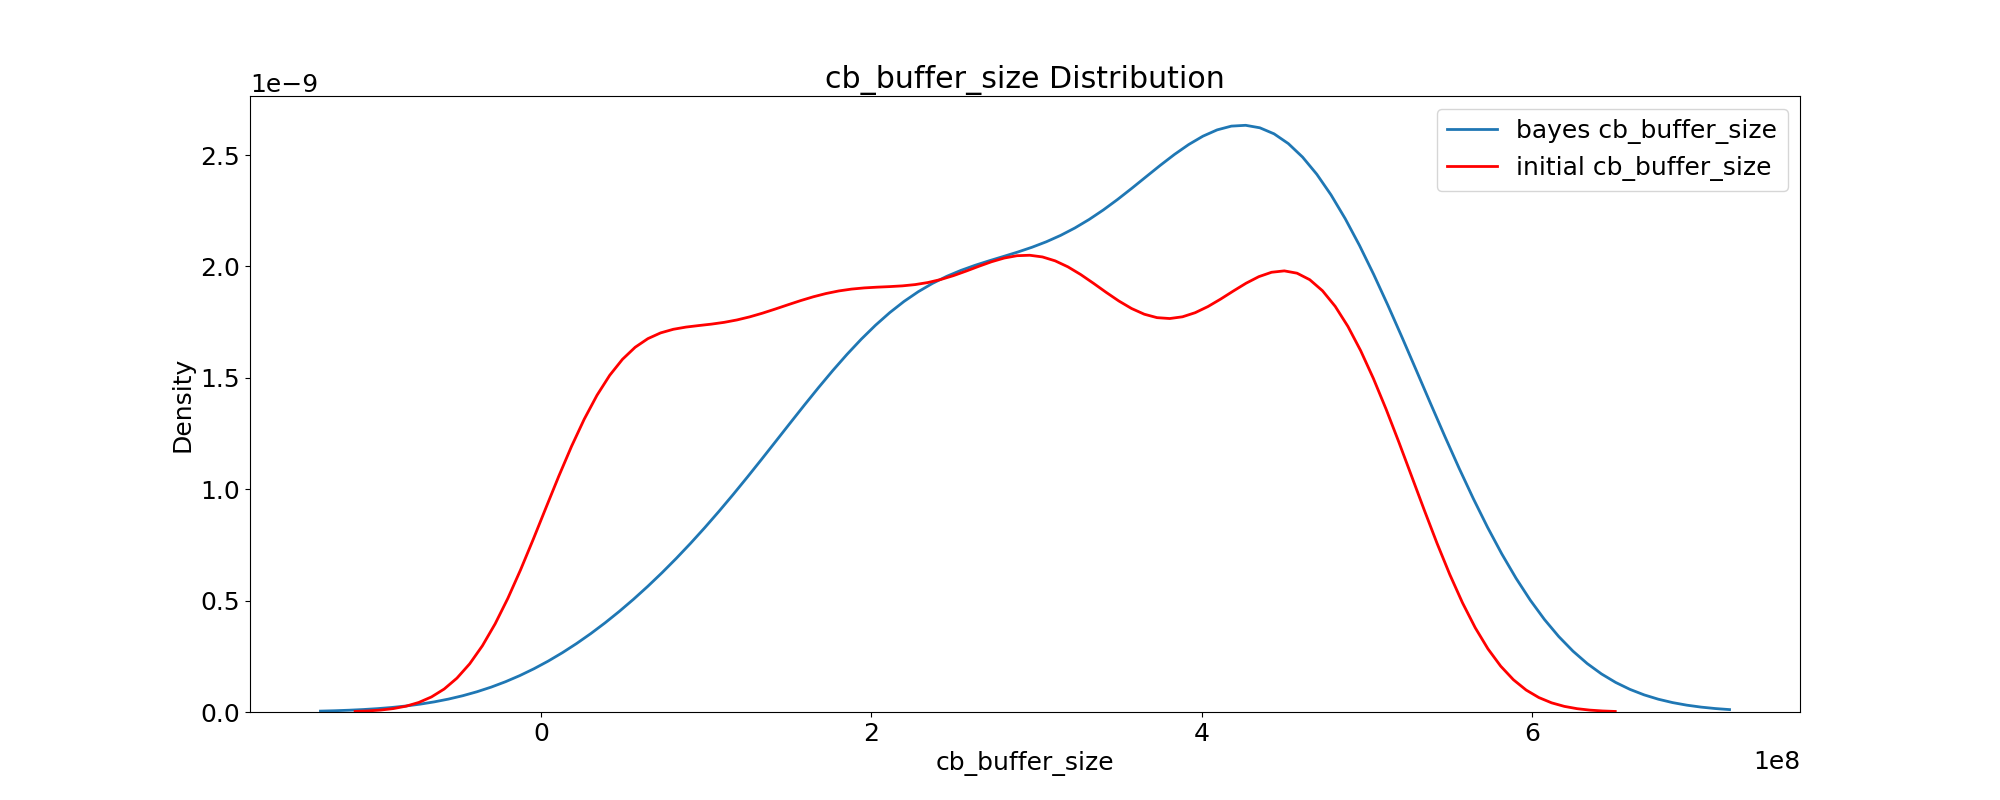 cb_buffer_size Distribution
1e−9
bayes cb_buffer_size
initial cb_buffer_size
2.5
2.0
1.5
1.0
0.5
0.0
Density
0 2 4 6
cb_buffer_size
1e8